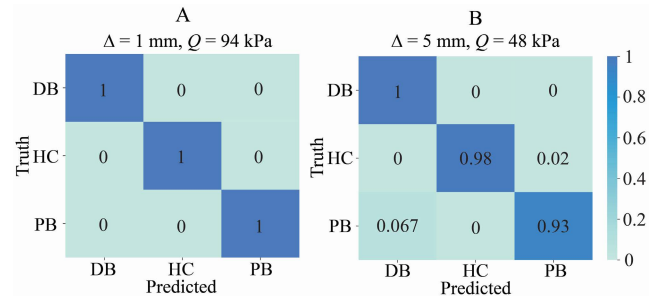 A
Δ = 1 mm, Q = 94 kPa
Truth
DB
1
0
0
HC
0
1
0
PB
0
0
1
DB
HC
PB
Predicted
B
Δ = 5 mm, Q = 48 kPa
Truth
DB
1
0
0
HC
0
0.98
0.02
PB
0.067
0
0.93
DB
HC
PB
Predicted
1
0.8
0.6
0.4
0.2
0